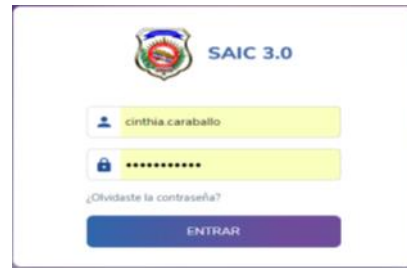 SAIC 3.0
cinthia.caraballo
•••••••••••
¿Olvidaste la contraseña?
ENTRAR